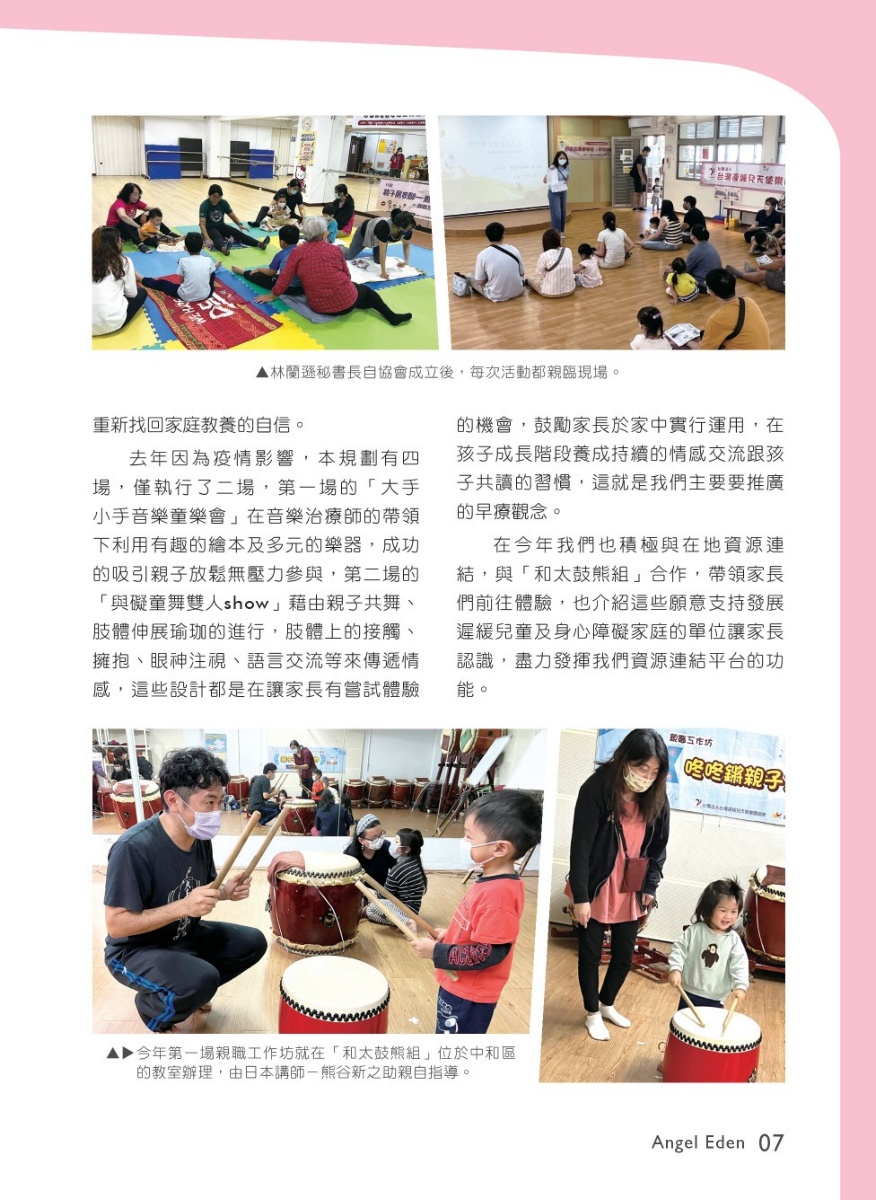 台灣產傷兒天使樂
▲林蘭遜秘書長自協會成立後，每次活動都親臨現場。
重新找回家庭教養的自信。
去年因為疫情影響，本規劃有四
場，僅執行了二場，第一場的「大手
小手音樂童樂會」在音樂治療師的帶領
下利用有趣的繪本及多元的樂器，成功
的吸引親子放鬆無壓力參與，第二場的
「與礙童舞雙人show」藉由親子共舞、
肢體伸展瑜珈的進行，肢體上的接觸、
擁抱、眼神注視、語言交流等來傳遞情
感，這些設計都是在讓家長有嘗試體驗
的機會，鼓勵家長於家中實行運用，在
孩子成長階段養成持續的情感交流跟孩
子共讀的習慣，這就是我們主要要推廣
的早療觀念。
在今年我們也積極與在地資源連
結，與「和太鼓熊組」合作，帶領家長
們前往體驗，也介紹這些願意支持發展
遲緩兒童及身心障礙家庭的單位讓家長
認識，盡力發揮我們資源連結平台的功
能。
親職工作坊
咚咚鏘親子
▲▶今年第一場親職工作坊就在「和太鼓熊組」位於中和區
的教室辦理，由日本講師－熊谷新之助親自指導。
Angel Eden 07